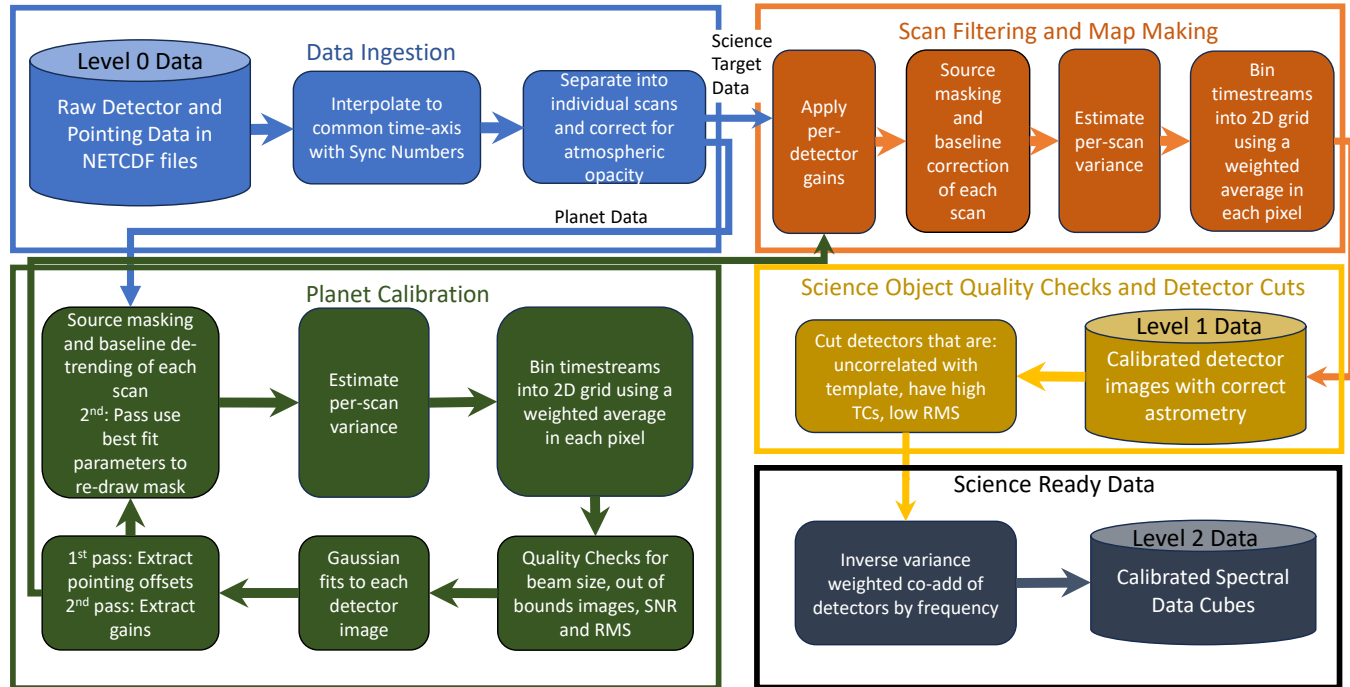 Data Ingestion
Level 0 Data
Raw Detector and
Pointing Data in
NETCDF files
Interpolate to
common time-axis
with Sync Numbers
Separate into
individual scans
and correct for
atmospheric
opacity
Science
Target
Data
Planet Data
Scan Filtering and Map Making
Apply
per-
detector
gains
Source
masking
and
baseline
correction
of each
scan
Estimate
per-scan
variance
Bin
timestreams
into 2D grid
using a
weighted
average in
each pixel
Planet Calibration
Source masking
and baseline de-
trending of each
scan
2nd: Pass use
best fit
parameters to
re-draw mask
Estimate
per-scan
variance
Bin timestreams
into 2D grid using a
weighted average
in each pixel
Quality Checks for
beam size, out of
bounds images, SNR
and RMS
Gaussian
fits to each
detector
image
1st pass: Extract
pointing offsets
2nd pass: Extract
gains
Science Object Quality Checks and Detector Cuts
Level 1 Data
Calibrated detector
images with correct
astrometry
Cut detectors that are:
uncorrelated with
template, have high
TCs, low RMS
Science Ready Data
Inverse variance
weighted co-add of
detectors by frequency
Level 2 Data
Calibrated Spectral
Data Cubes